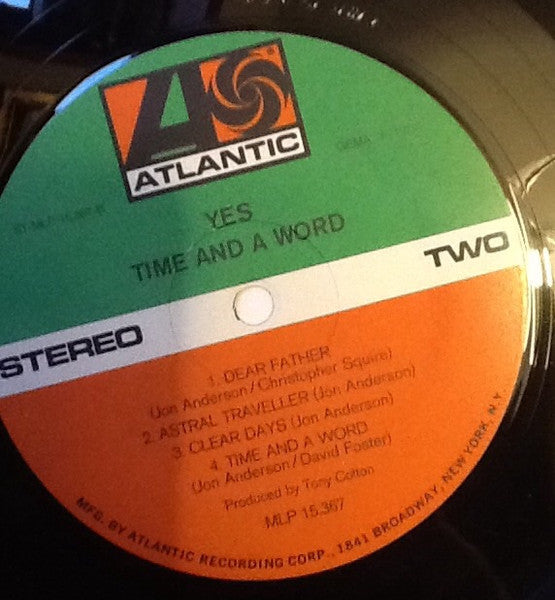 ATLANTIC
GEMA
YES
TIME AND A WORD
STEREO
TWO
1. DEAR FATHER
(Jon Anderson/Christopher Squire)
2. ASTRAL TRAVELLER (Jon Anderson)
3. CLEAR DAYS (Jon Anderson)
4. TIME AND A WORD
(Jon Anderson/David Foster)
Produced by Tony Colton
MLP 15.367
MFG. BY ATLANTIC RECORDING CORP., 1841 BROADWAY, NEW YORK, N.Y.